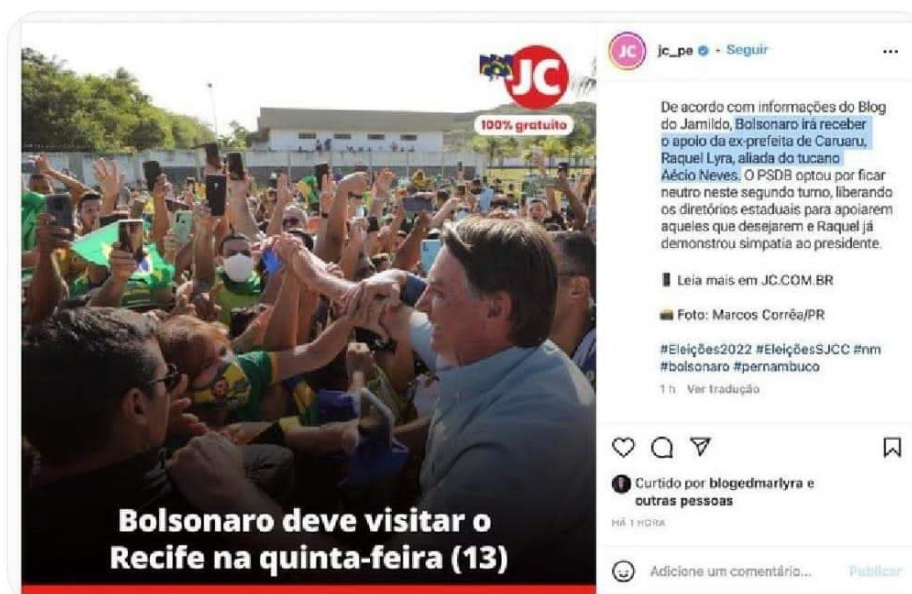 JC
100% gratuito
Bolsonaro deve visitar o
Recife na quinta-feira (13)
JC
jc_pe • Seguir
De acordo com informações do Blog
do Jamildo, Bolsonaro irá receber
o apoio da ex-prefeita de Caruaru,
Raquel Lyra, aliada do tucano
Aécio Neves. O PSDB optou por ficar
neutro neste segundo turno, liberando
os diretórios estaduais para apoiarem
aqueles que desejarem e Raquel já
demonstrou simpatia ao presidente.
Leia mais em JC.COM.BR
Foto: Marcos Corrêa/PR
#Eleições2022 #EleiçõesSJCC #nm
#bolsonaro #pernambuco
1 h Ver tradução
Curtido por blogedmarlyra e
outras pessoas
HÁ 1 HORA
Adicione um comentário... Publicar